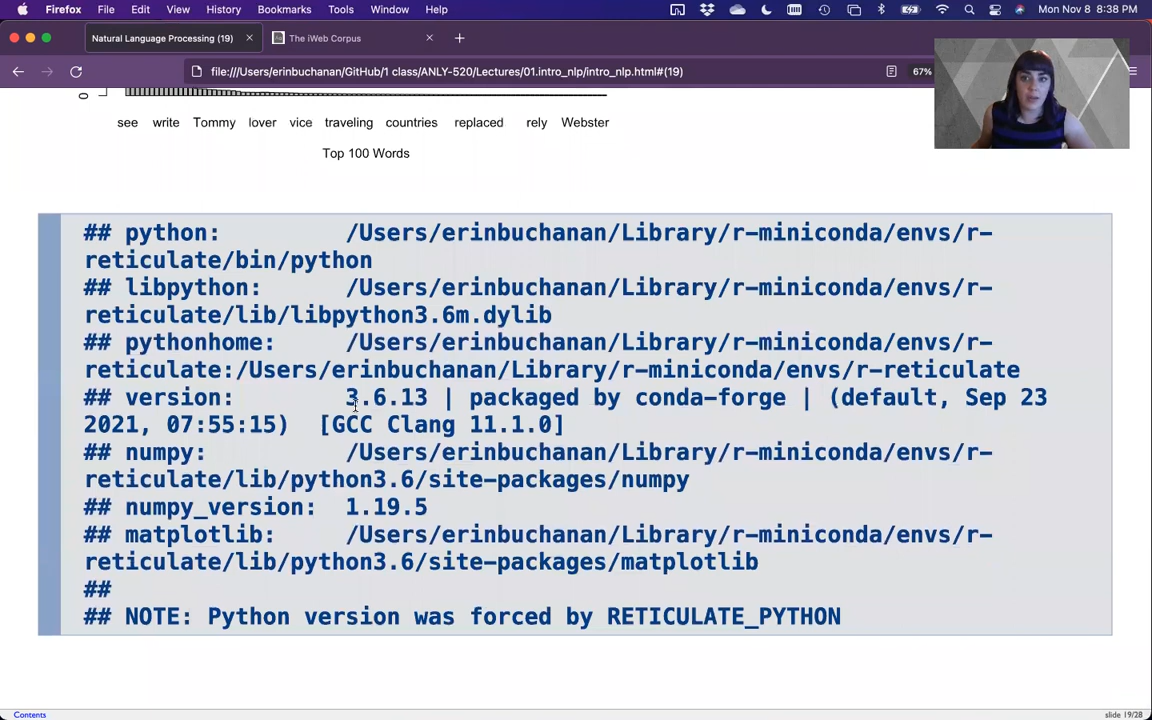 Firefox File Edit View History Bookmarks Tools Window Help Mon Nov 8 8:38 PM
Natural Language Processing (19) The iWeb Corpus
file:///Users/erinbuchanan/GitHub/1 class/ANLY-520/Lectures/01.intro_nlp/intro_nlp.html#(19) 67%
0
see write Tommy lover vice traveling countries replaced rely Webster
Top 100 Words
## python: /Users/erinbuchanan/Library/r-miniconda/envs/r-
reticulate/bin/python
## libpython: /Users/erinbuchanan/Library/r-miniconda/envs/r-
reticulate/lib/libpython3.6m.dylib
## pythonhome: /Users/erinbuchanan/Library/r-miniconda/envs/r-
reticulate:/Users/erinbuchanan/Library/r-miniconda/envs/r-reticulate
## version: 3.6.13 | packaged by conda-forge | (default, Sep 23
2021, 07:55:15) [GCC Clang 11.1.0]
## numpy: /Users/erinbuchanan/Library/r-miniconda/envs/r-
reticulate/lib/python3.6/site-packages/numpy
## numpy_version: 1.19.5
## matplotlib: /Users/erinbuchanan/Library/r-miniconda/envs/r-
reticulate/lib/python3.6/site-packages/matplotlib
##
## NOTE: Python version was forced by RETICULATE_PYTHON
Contents slide 19/28